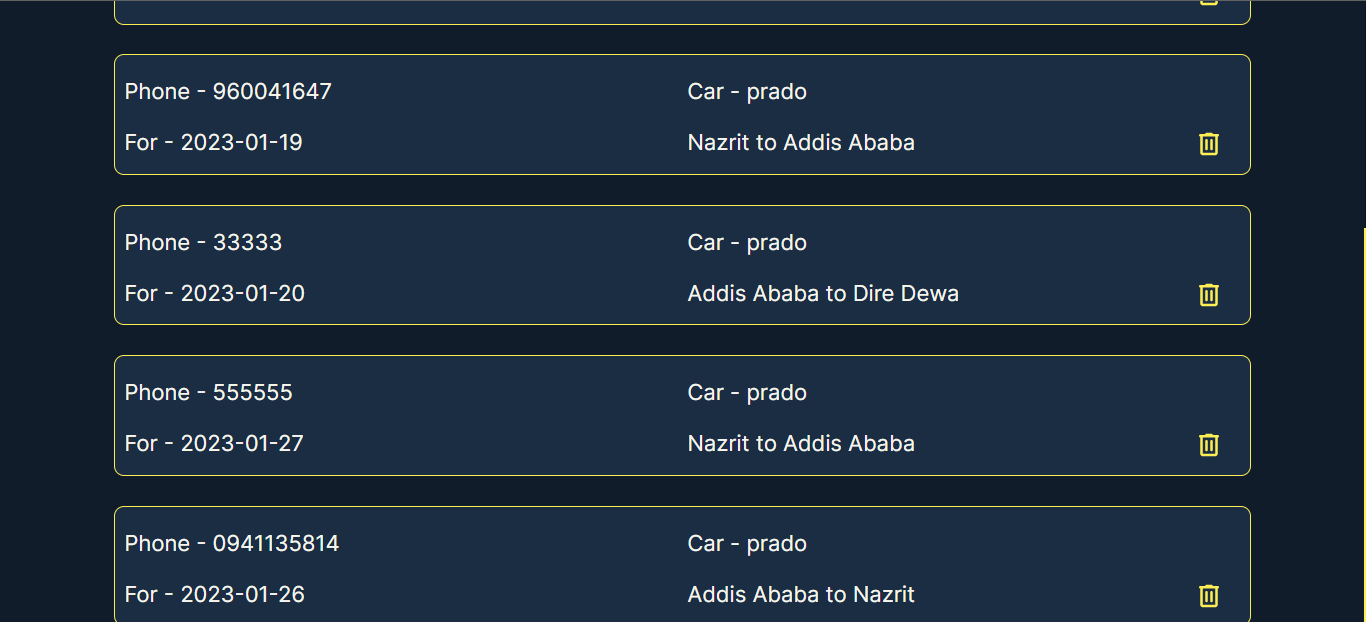 Phone - 960041647
Car - prado
For - 2023-01-19
Nazrit to Addis Ababa
Phone - 33333
Car - prado
For - 2023-01-20
Addis Ababa to Dire Dewa
Phone - 555555
Car - prado
For - 2023-01-27
Nazrit to Addis Ababa
Phone - 0941135814
Car - prado
For - 2023-01-26
Addis Ababa to Nazrit